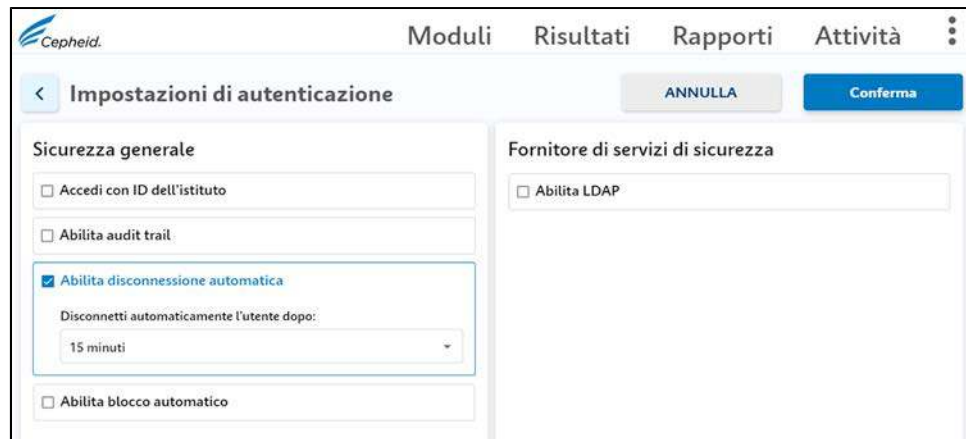 Cepheid.
Moduli Risultati Rapporti Attività
Impostazioni di autenticazione
ANNULLA
Conferma
Sicurezza generale
Accedi con ID dell'istituto
Abilita audit trail
Abilita disconnessione automatica
Disconnetti automaticamente l'utente dopo:
15 minuti
Abilita blocco automatico
Fornitore di servizi di sicurezza
Abilita LDAP